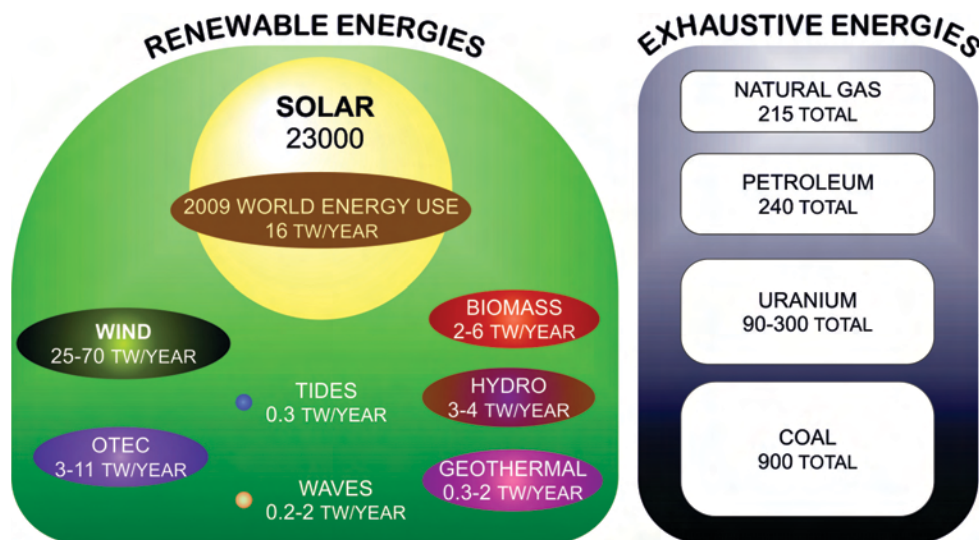 RENEWABLE ENERGIES
SOLAR
23000
2009 WORLD ENERGY USE
16 TW/YEAR
WIND
25-70 TW/YEAR
BIOMASS
2-6 TW/YEAR
TIDES
0.3 TW/YEAR
HYDRO
3-4 TW/YEAR
OTEC
3-11 TW/YEAR
WAVES
0.2-2 TW/YEAR
GEOTHERMAL
0.3-2 TW/YEAR
EXHAUSTIVE ENERGIES
NATURAL GAS
215 TOTAL
PETROLEUM
240 TOTAL
URANIUM
90-300 TOTAL
COAL
900 TOTAL